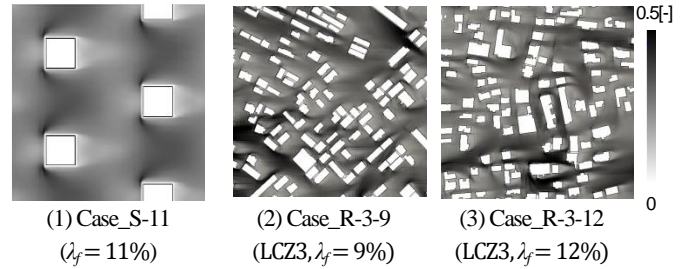 0.5[-]
0
(1) Case_S-11
(2) Case_R-3-9
(3) Case_R-3-12
(λf = 11%)
(LCZ3, λf = 9%)
(LCZ3, λf = 12%)